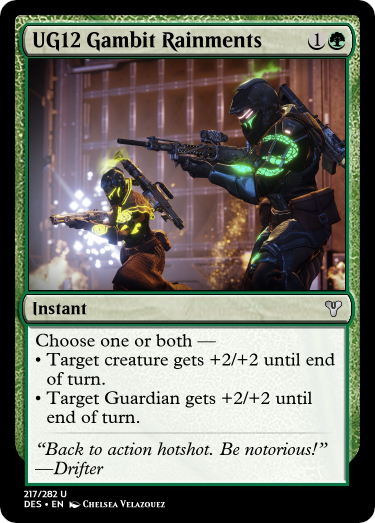 UG12 Gambit Rainments 1
Instant
Choose one or both —
• Target creature gets +2/+2 until end
of turn.
• Target Guardian gets +2/+2 until
end of turn.
“Back to action hotshot. Be notorious!”
—Drifter
217/282 U
DES • EN Chelsea Velazquez